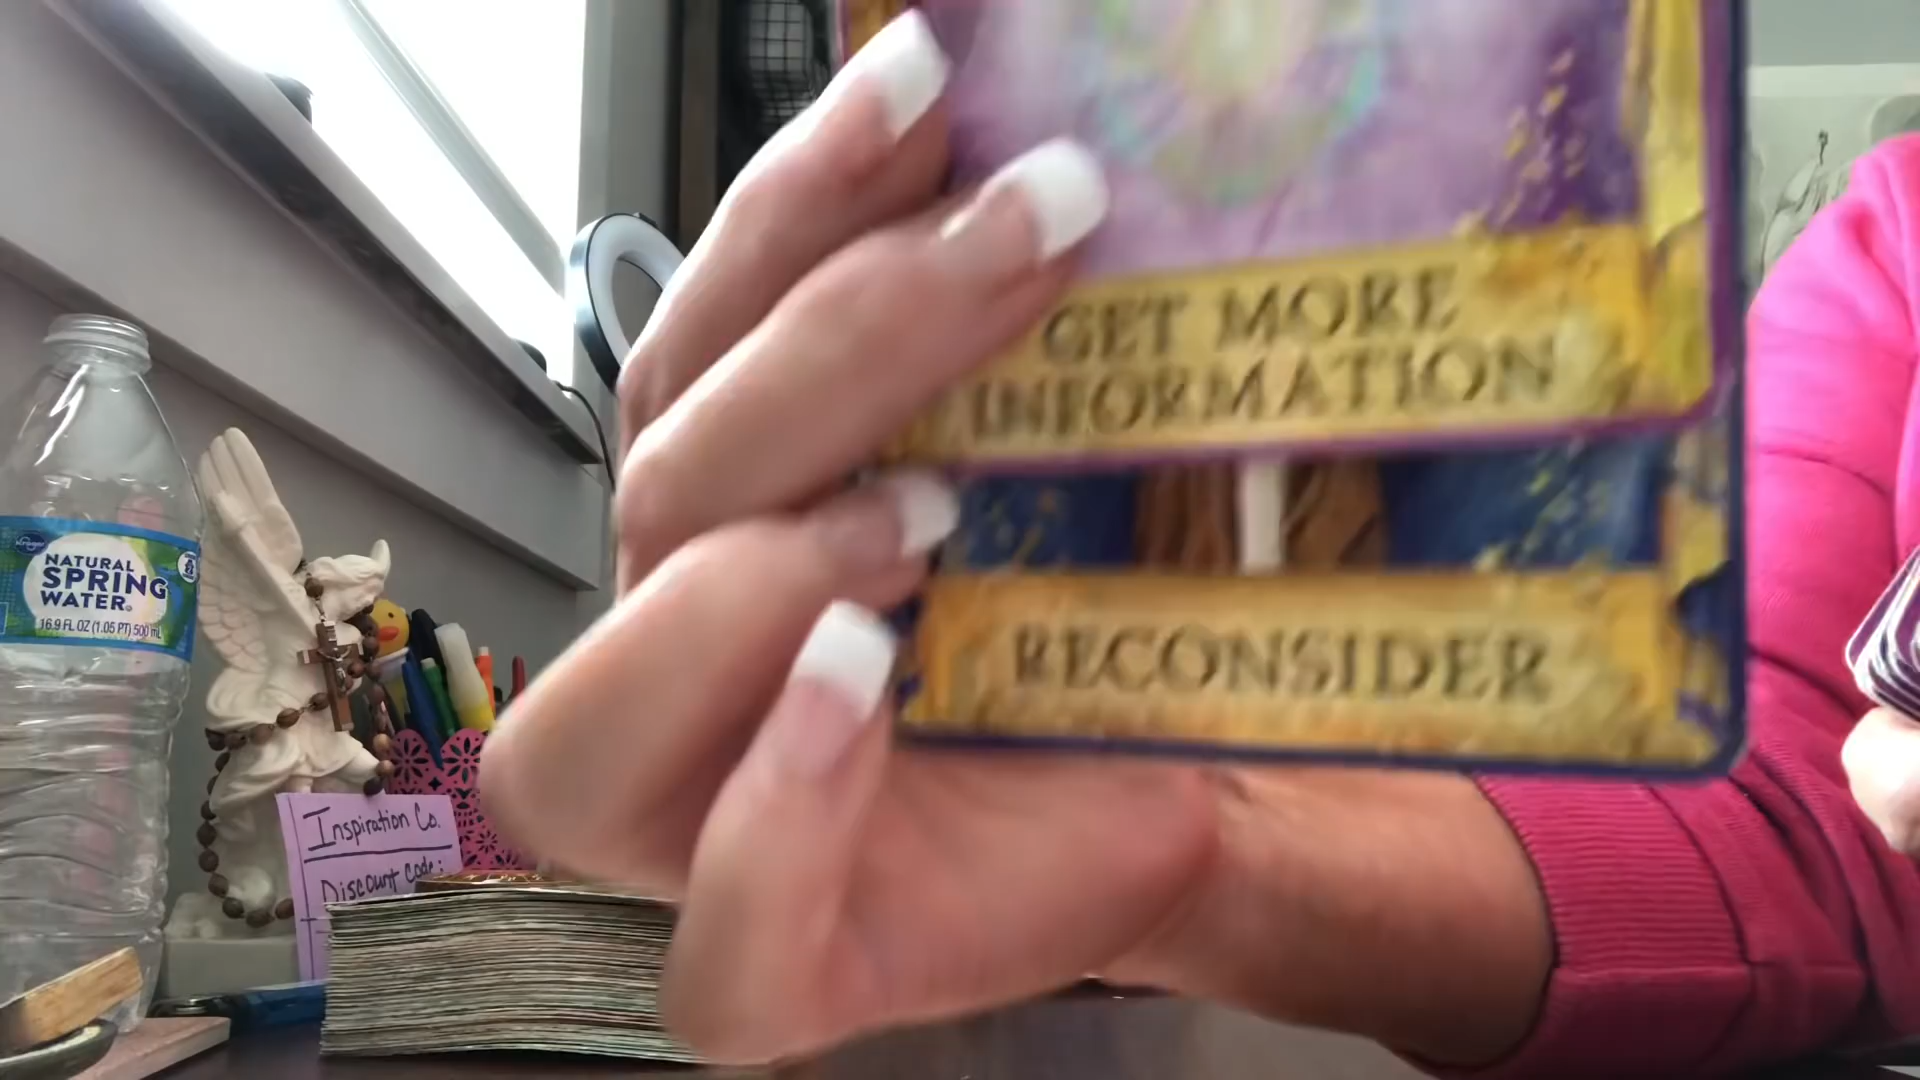 GET MORE
INFORMATION
RECONSIDER
Kroger
NATURAL
SPRING
WATER
16.9 FL OZ (1.05 PT) 500 mL
Inspiration Co.
Discount code: